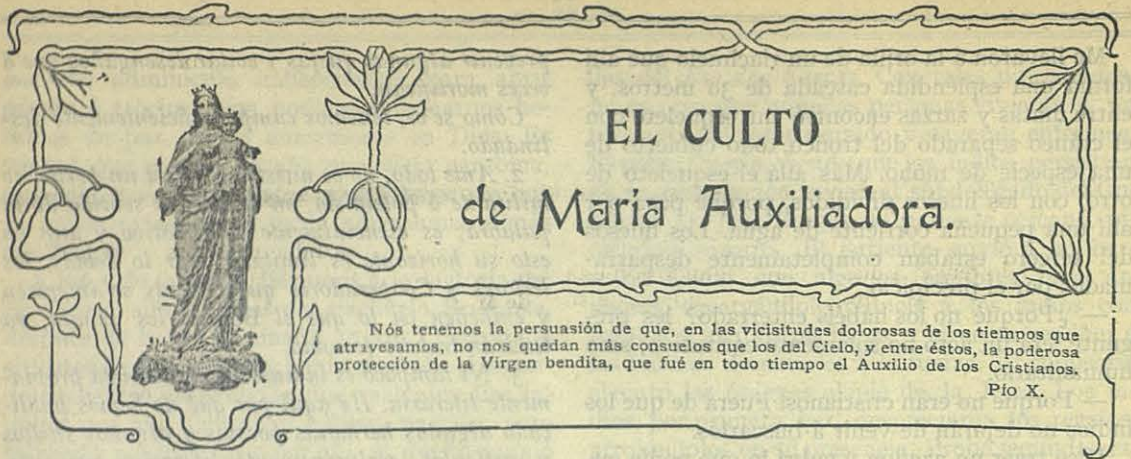 EL CULTO
de María Auxiliadora.
Nós tenemos la persuasión de que, en las vicisitudes dolorosas de los tiempos que
atravesamos, no nos quedan más consuelos que los del Cielo, y entre éstos, la poderosa
protección de la Virgen bendita, que fué en todo tiempo el Auxilio de los Cristianos.
Pío X.